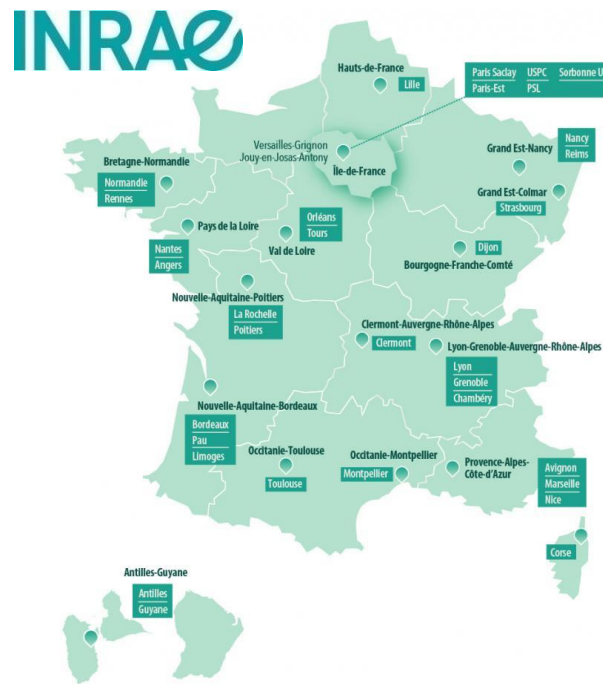 INRAE
Hauts-de-France
Lille
Paris Saclay USPC Sorbonne U
Paris-Est PSL
Versailles-Grignon
Jouy-en-Josas-Antony
Île-de-France
Nancy
Reims
Grand Est-Nancy
Grand Est-Colmar
Strasbourg
Bretagne-Normandie
Normandie
Rennes
Pays de la Loire
Nantes
Angers
Orléans
Tours
Val de Loire
Dijon
Bourgogne-Franche-Comté
Nouvelle-Aquitaine-Poitiers
La Rochelle
Poitiers
Clermont-Auvergne-Rhône-Alpes
Clermont
Lyon-Grenoble-Auvergne-Rhône-Alpes
Lyon
Grenoble
Chambéry
Nouvelle-Aquitaine-Bordeaux
Bordeaux
Pau
Limoges
Occitanie-Toulouse
Toulouse
Occitanie-Montpellier
Montpellier
Provence-Alpes-
Côte-d'Azur
Avignon
Marseille
Nice
Corse
Antilles-Guyane
Antilles
Guyane